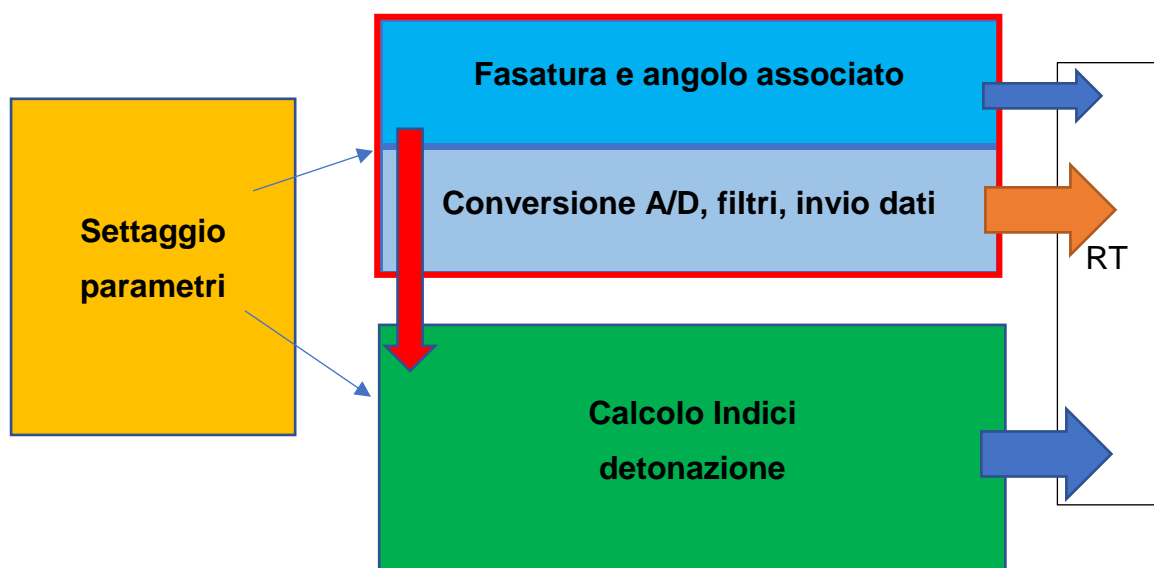 Fasatura e angolo associato
Conversione A/D, filtri, invio dati
Settaggio
parametri
RT
Calcolo Indici
detonazione